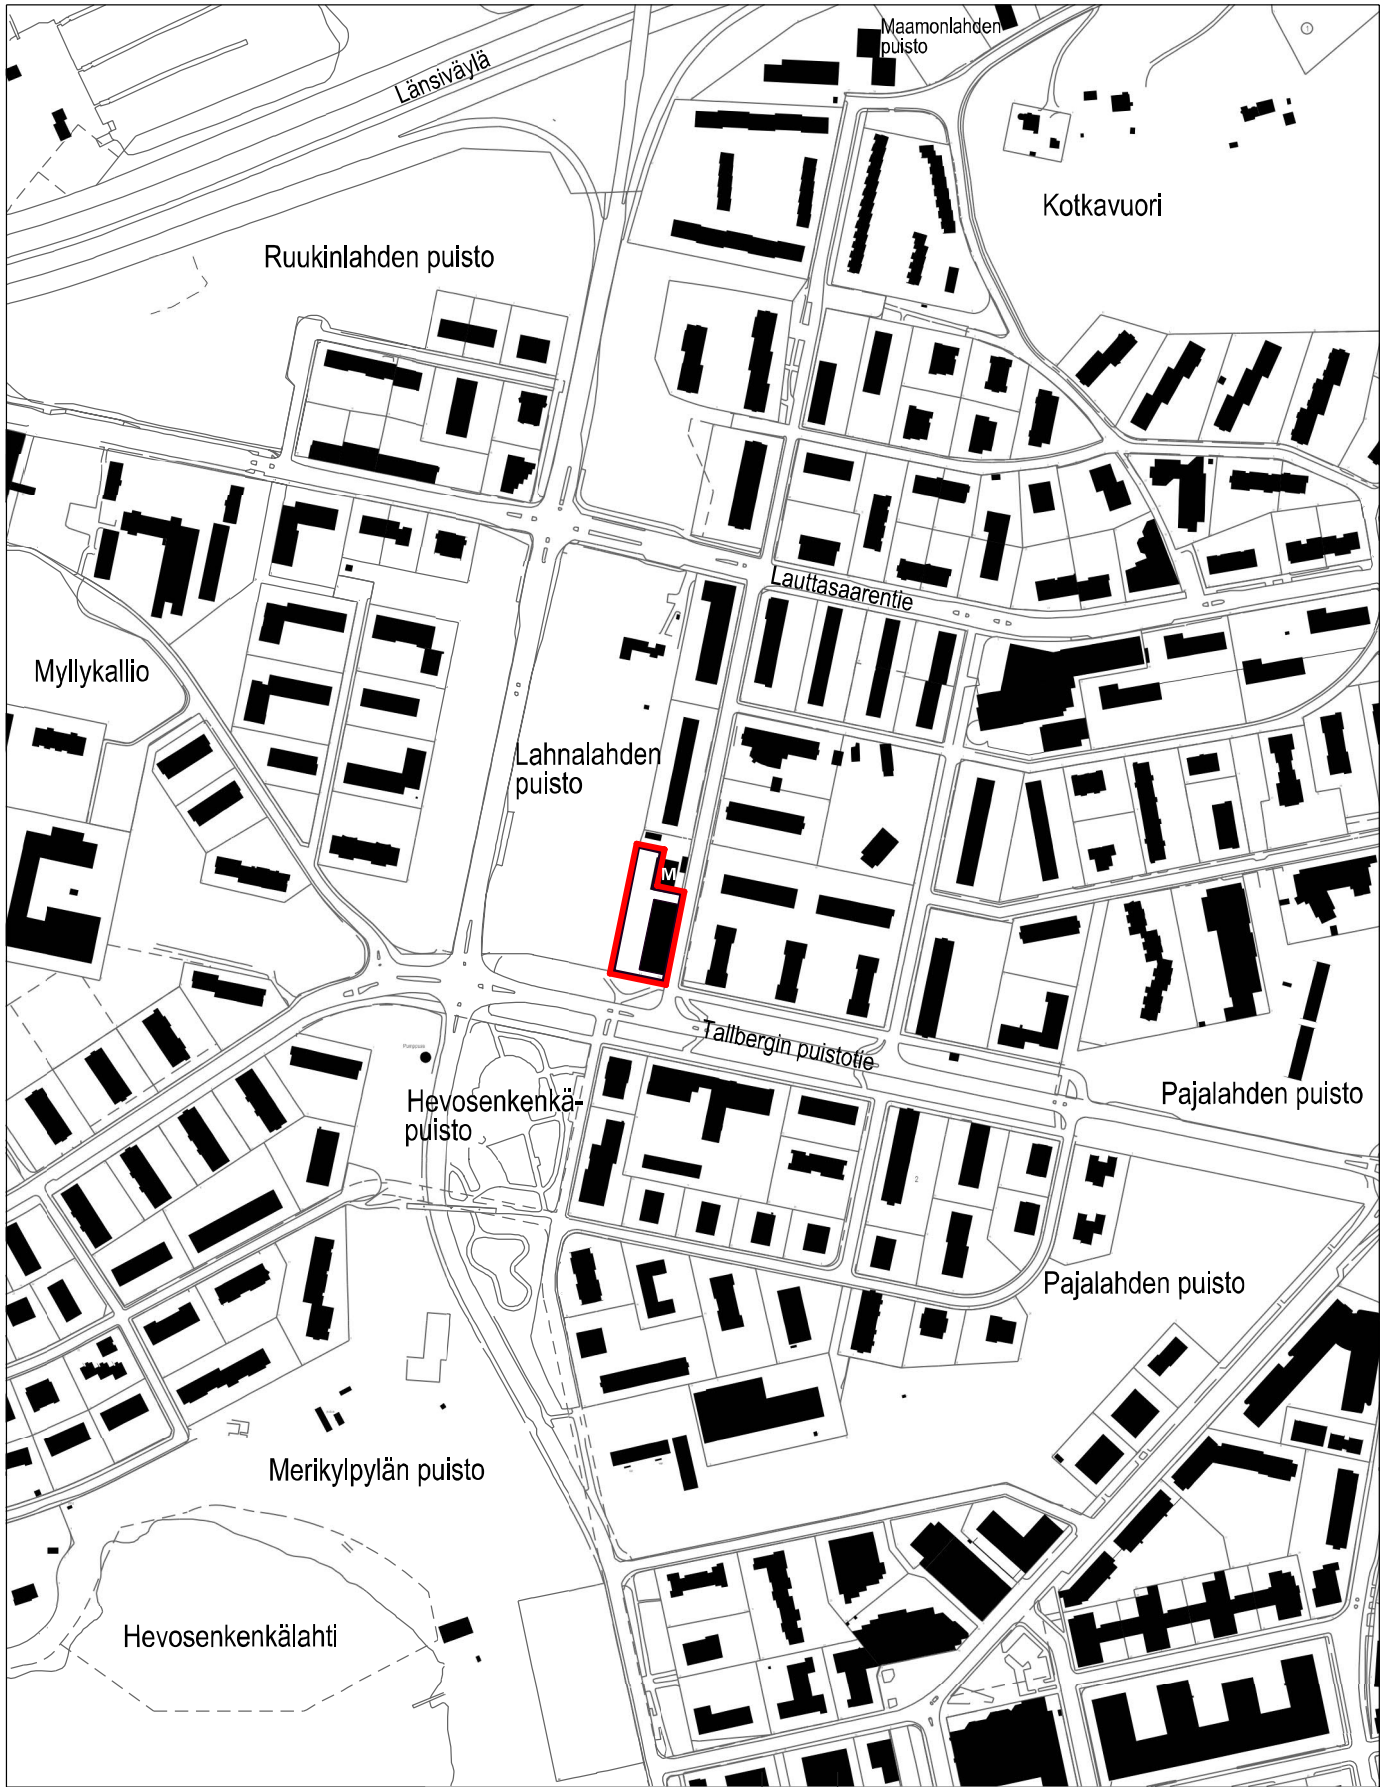 Maamonlahden
puisto
Länsiväylä
Kotkavuori
Ruukinlahden puisto
Lauttasaarentie
Myllykallio
Lahnalahden
puisto
M
Tallbergin puistotie
Hevosenkenkä-
puisto
Pajalahden puisto
2
Pajalahden puisto
Merikylpylän puisto
Hevosenkenkälahti